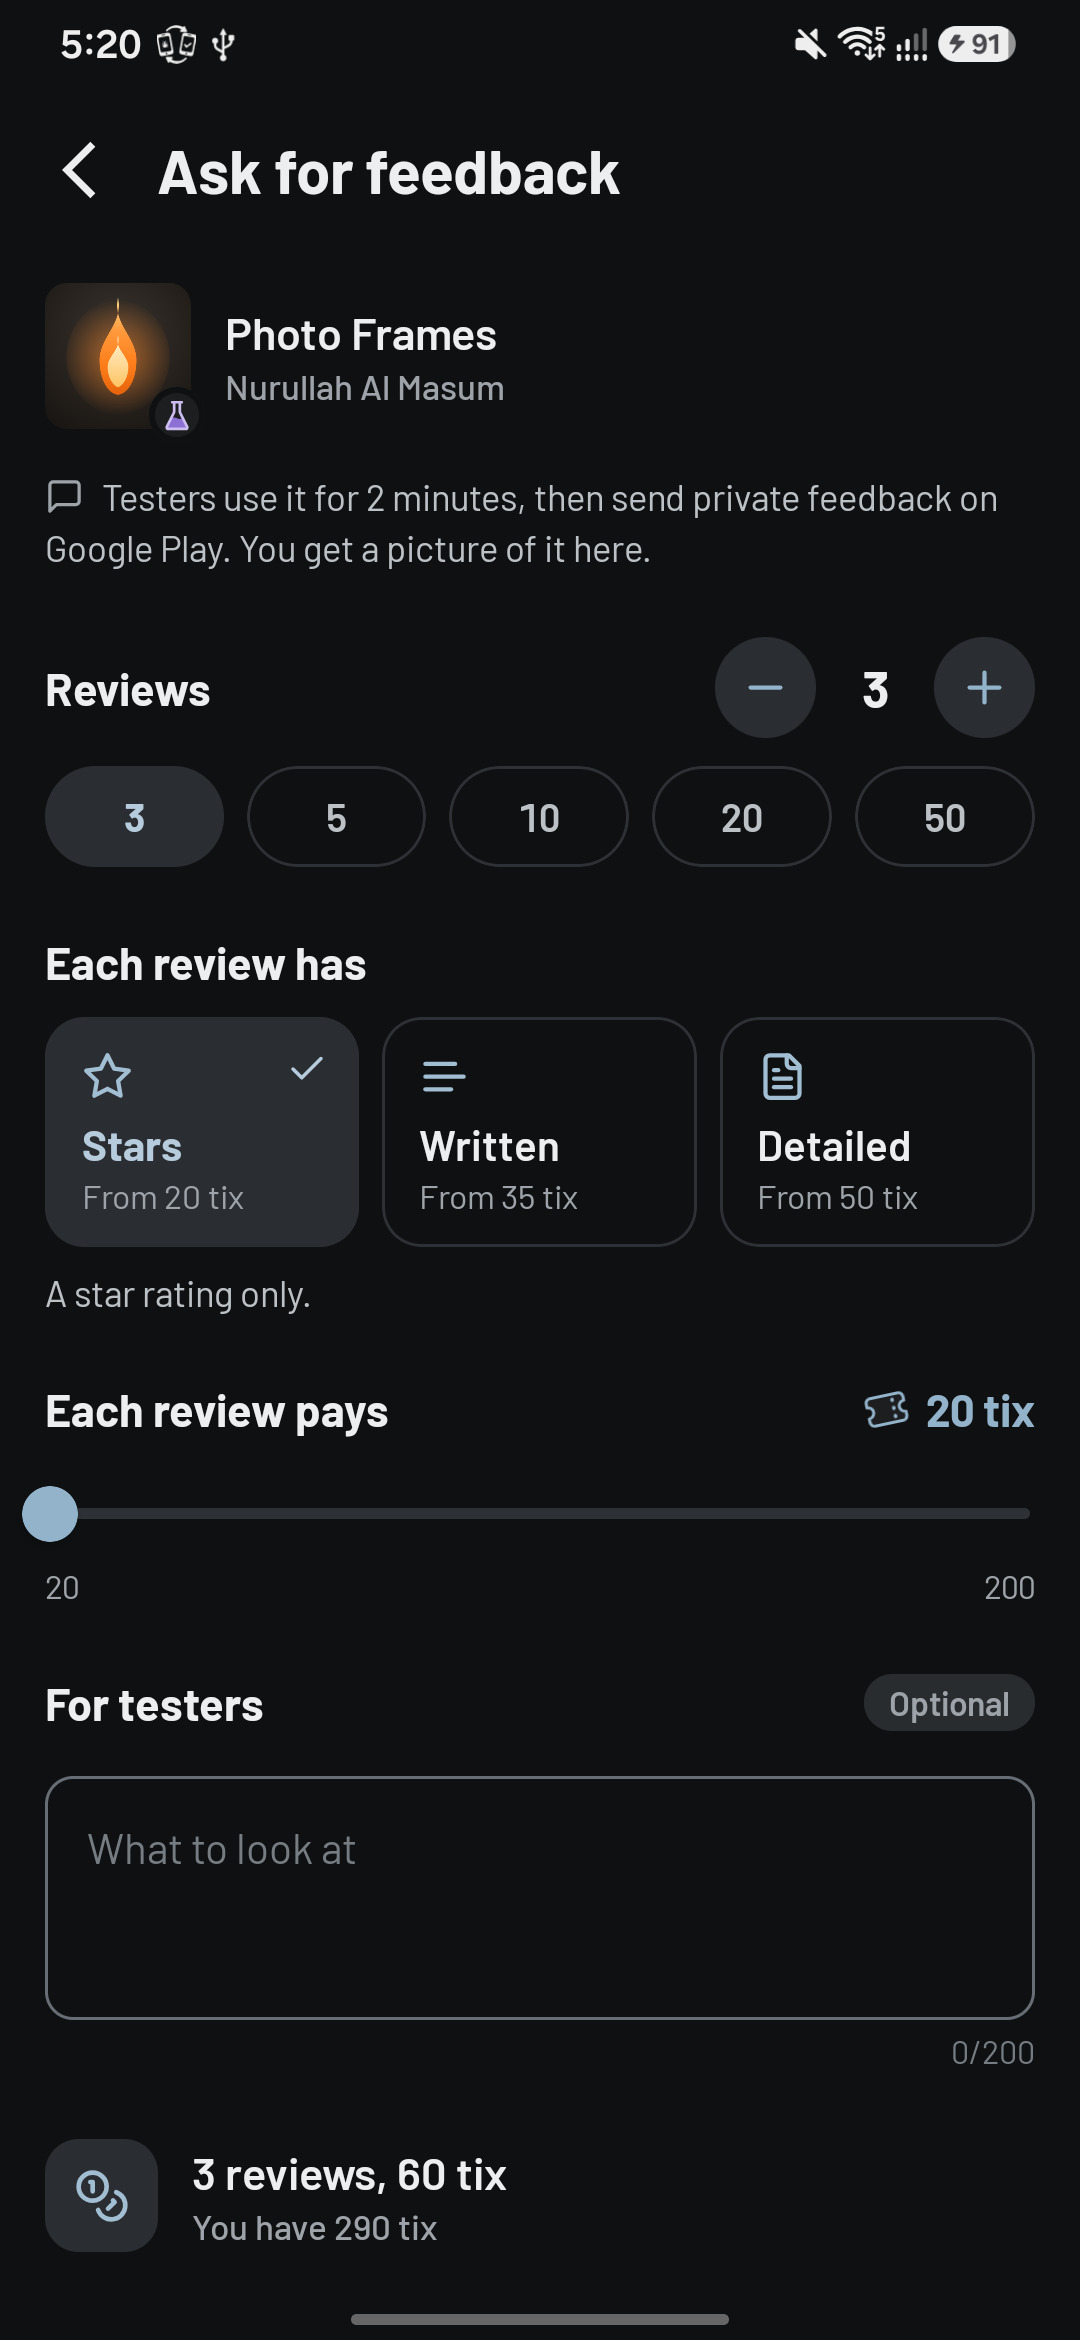 5:20
5
91
Ask for feedback
Photo Frames
Nurullah Al Masum
Testers use it for 2 minutes, then send private feedback on
Google Play. You get a picture of it here.
Reviews
3
3 5 10 20 50
Each review has
Stars Written Detailed
From 20 tix From 35 tix From 50 tix
A star rating only.
Each review pays
20 tix
20 200
For testers
Optional
What to look at
0/200
3 reviews, 60 tix
You have 290 tix